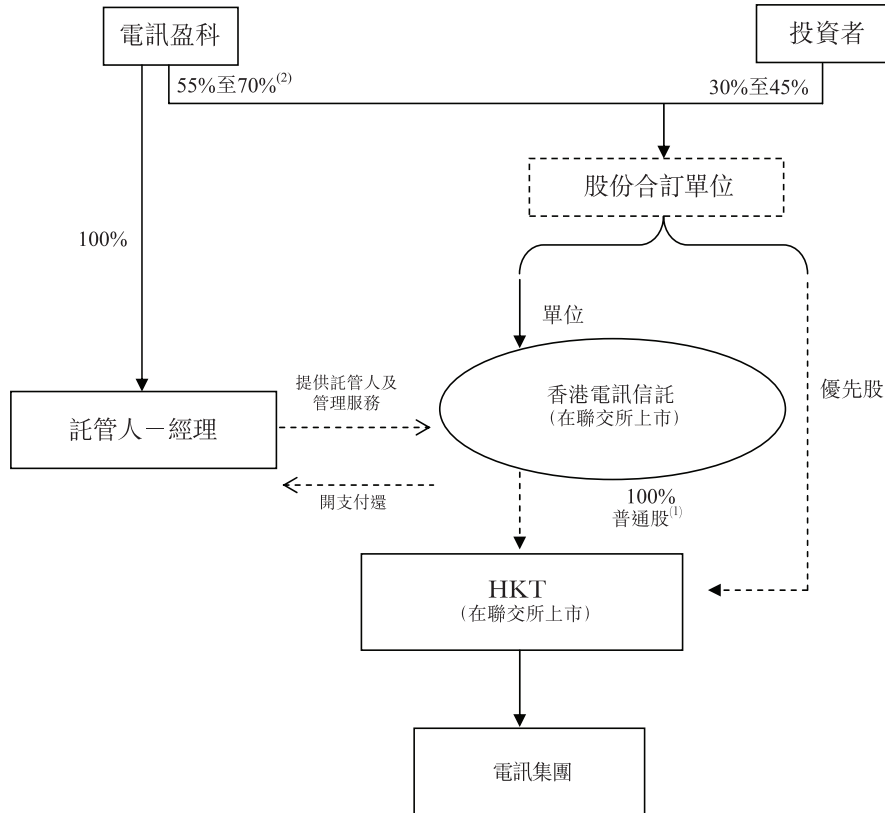 電訊盈科
投資者
55%至70%(2)
30%至45%
股份合訂單位
100%
單位
提供託管人及
管理服務
香港電訊信託
(在聯交所上市)
優先股
託管人－經理
開支付還
100%
普通股(1)
HKT
(在聯交所上市)
電訊集團